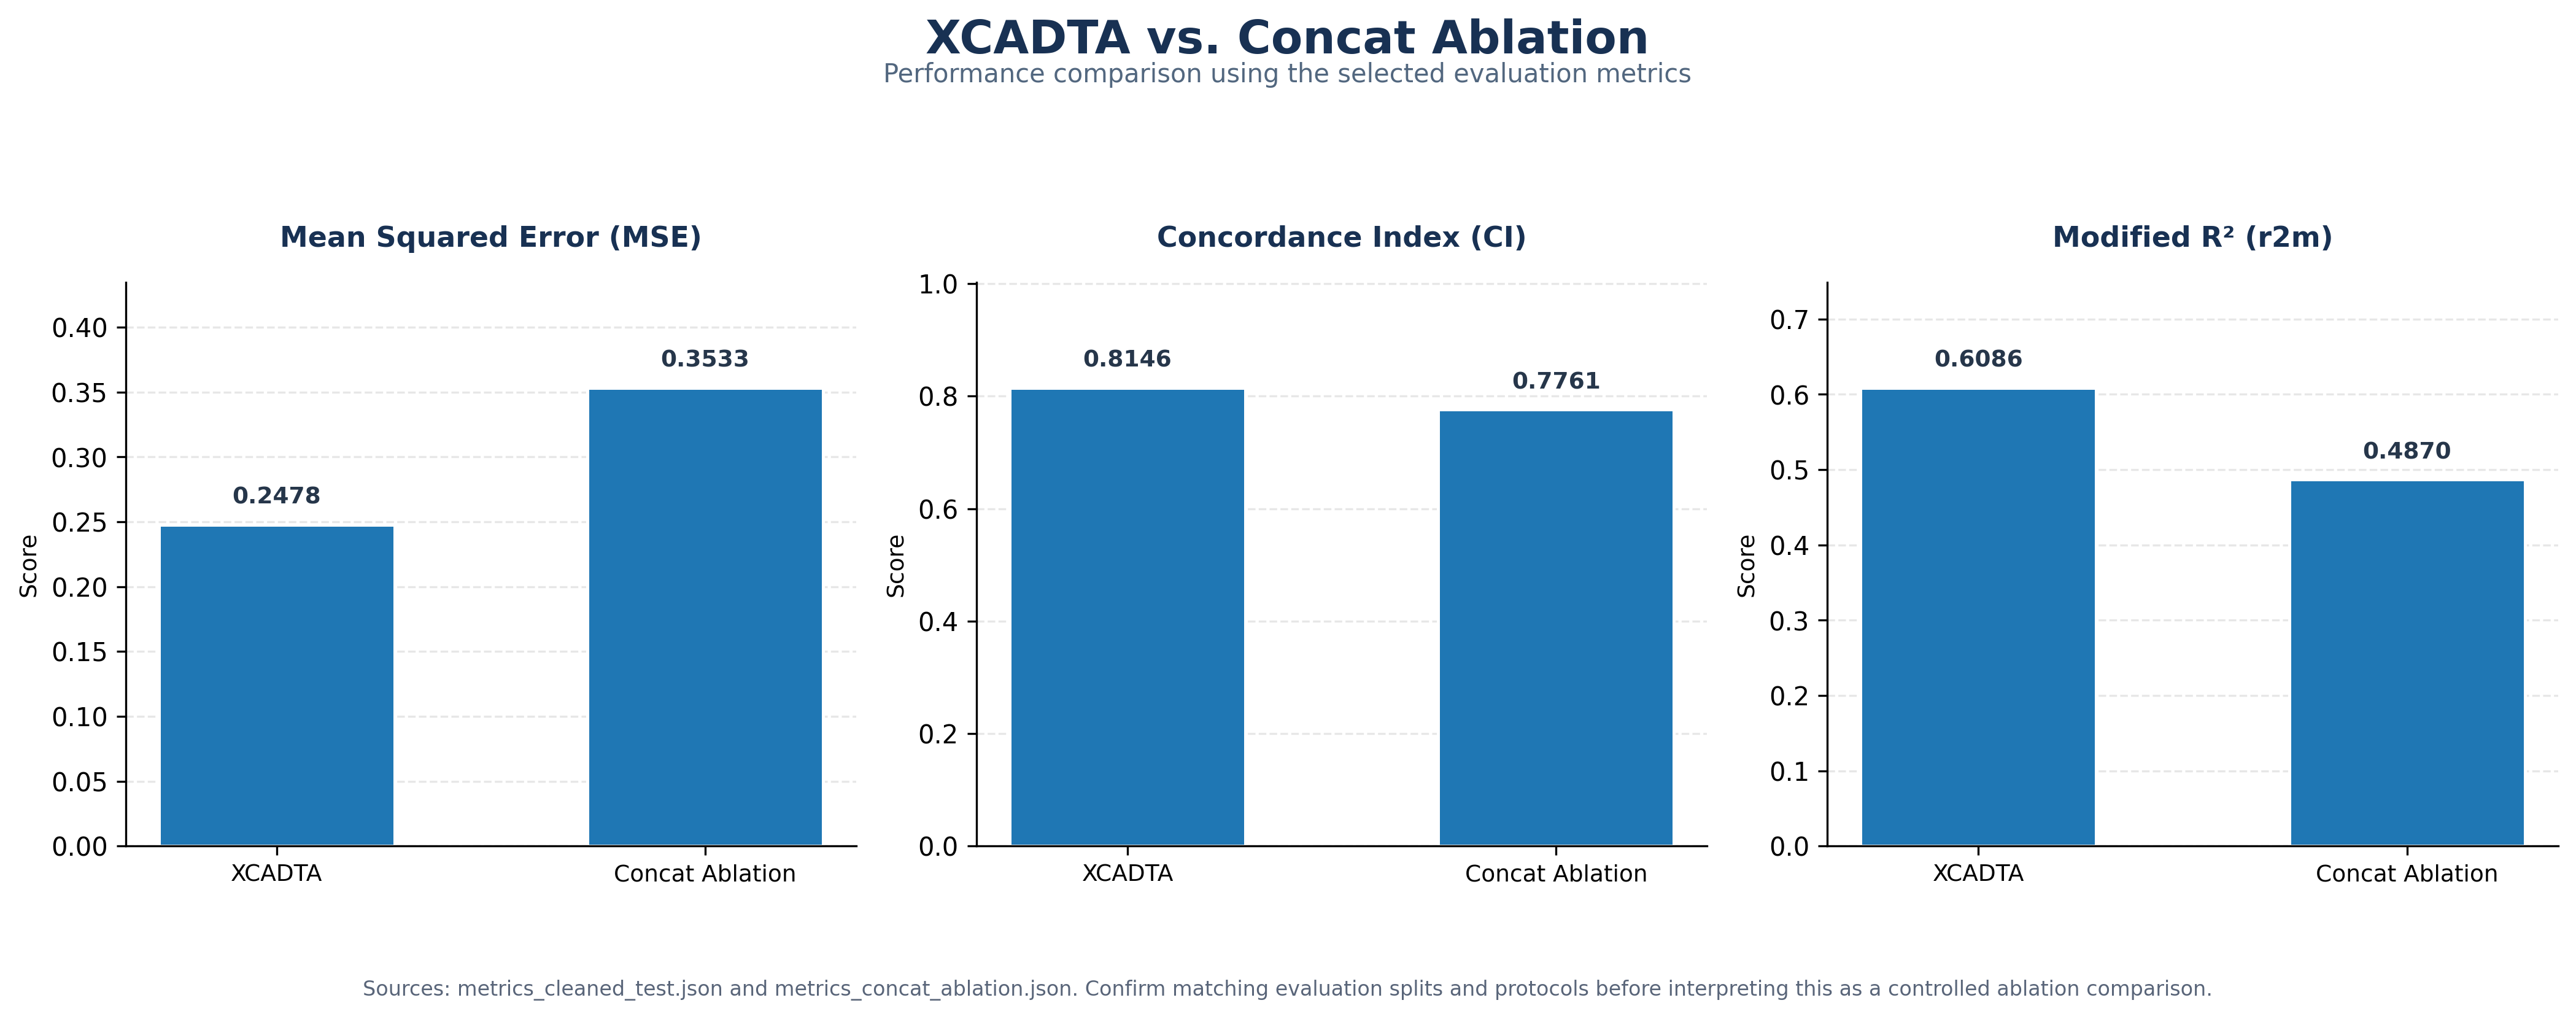 XCADTA vs. Concat Ablation
Performance comparison using the selected evaluation metrics
Mean Squared Error (MSE)
0.40
0.35
0.30
0.25
0.20
0.15
0.10
0.05
0.00
Score
0.2478
0.3533
XCADTA
Concat Ablation
Concordance Index (CI)
1.0
0.8
0.6
0.4
0.2
0.0
Score
0.8146
0.7761
XCADTA
Concat Ablation
Modified R² (r2m)
0.7
0.6
0.5
0.4
0.3
0.2
0.1
0.0
Score
0.6086
0.4870
XCADTA
Concat Ablation
Sources: metrics_cleaned_test.json and metrics_concat_ablation.json. Confirm matching evaluation splits and protocols before interpreting this as a controlled ablation comparison.